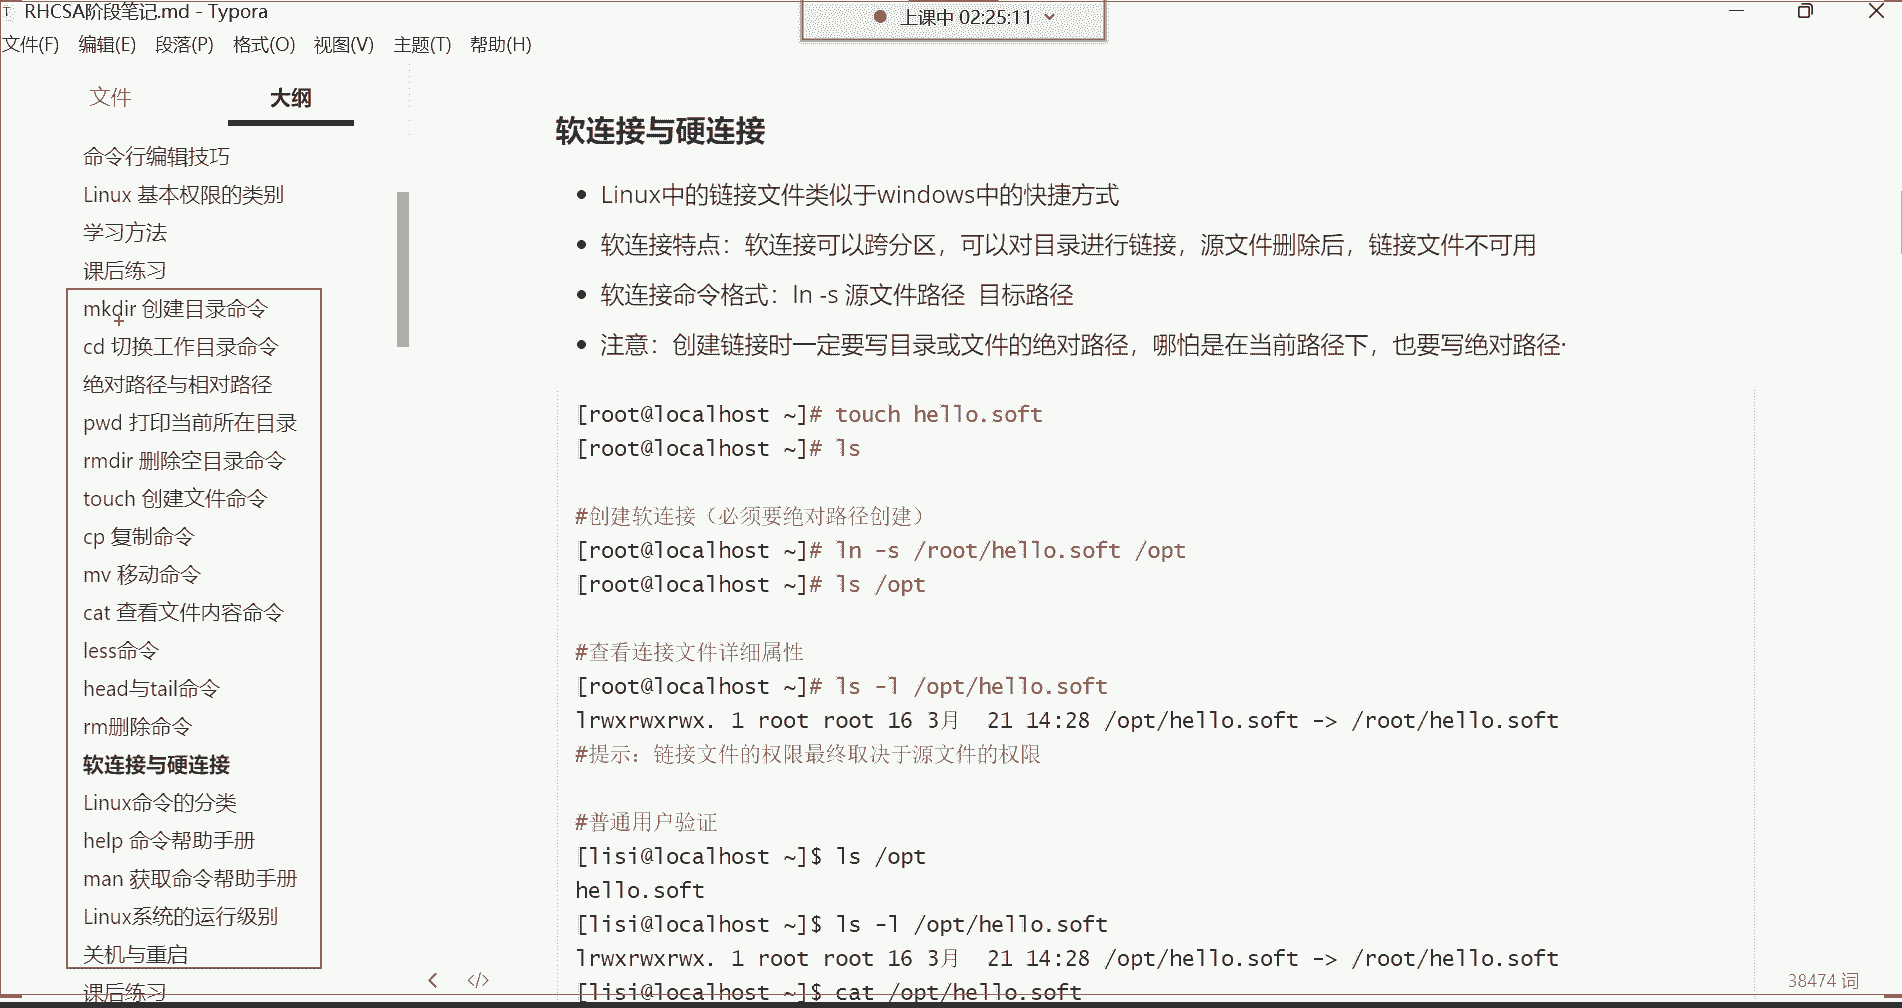 RHCSA阶段笔记.md - Typora
上课中 02:25:11
文件(F) 编辑(E) 段落(P) 格式(O) 视图(V) 主题(T) 帮助(H)
文件 大纲
命令行编辑技巧
Linux 基本权限的类别
学习方法
课后练习
mkdir 创建目录命令
cd 切换工作目录命令
绝对路径与相对路径
pwd 打印当前所在目录
rmdir 删除空目录命令
touch 创建文件命令
cp 复制命令
mv 移动命令
cat 查看文件内容命令
less命令
head与tail命令
rm删除命令
软连接与硬连接
Linux命令的分类
help 命令帮助手册
man 获取命令帮助手册
Linux系统的运行级别
关机与重启
课后练习
软连接与硬连接
Linux中的链接文件类似于windows中的快捷方式
软连接特点：软连接可以跨分区，可以对目录进行链接，源文件删除后，链接文件不可用
软连接命令格式：ln -s 源文件路径 目标路径
注意：创建链接时一定要写目录或文件的绝对路径，哪怕是在当前路径下，也要写绝对路径·
[root@localhost ~]# touch hello.soft
[root@localhost ~]# ls
#创建软连接（必须要绝对路径创建）
[root@localhost ~]# ln -s /root/hello.soft /opt
[root@localhost ~]# ls /opt
#查看连接文件详细属性
[root@localhost ~]# ls -l /opt/hello.soft
lrwxrwxrwx. 1 root root 16 3月  21 14:28 /opt/hello.soft -> /root/hello.soft
#提示：链接文件的权限最终取决于源文件的权限
#普通用户验证
[lisi@localhost ~]$ ls /opt
hello.soft
[lisi@localhost ~]$ ls -l /opt/hello.soft
lrwxrwxrwx. 1 root root 16 3月  21 14:28 /opt/hello.soft -> /root/hello.soft
[lisi@localhost ~]$ cat /opt/hello.soft
38474 词